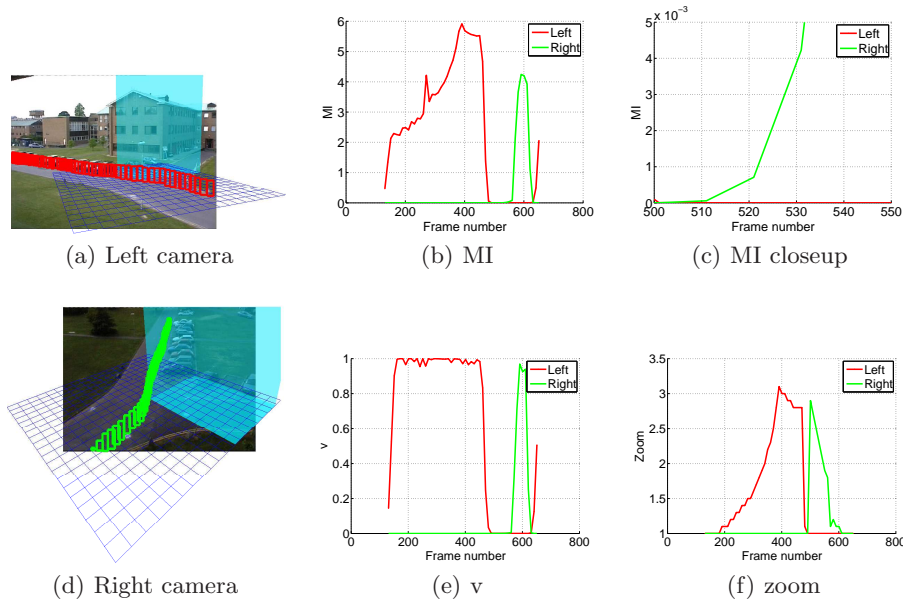 MI
6
5
4
3
2
1
0
0 200 400 600 800
Frame number
Left
Right
5 x 10⁻³
4
3
2
1
0
500 510 520 530 540 550
MI
Frame number
Left
Right
(a) Left camera
(b) MI
(c) MI closeup
1
0.8
0.6
0.4
0.2
0
0 200 400 600 800
v
Frame number
Left
Right
3.5
3
2.5
2
1.5
1
0 200 400 600 800
Zoom
Frame number
Left
Right
(d) Right camera
(e) v
(f) zoom